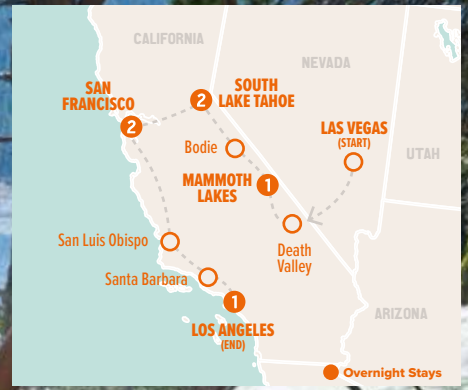 CALIFORNIA
NEVADA
SAN
FRANCISCO
2
2
SOUTH
LAKE TAHOE
LAS VEGAS
(START)
Bodie
UTAH
MAMMOTH
LAKES
1
San Luis Obispo
Death
Valley
Santa Barbara
1
LOS ANGELES
(END)
ARIZONA
Overnight Stays